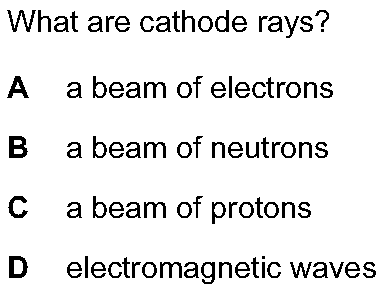 What are cathode rays?
A a beam of electrons
B a beam of neutrons
C a beam of protons
D electromagnetic waves